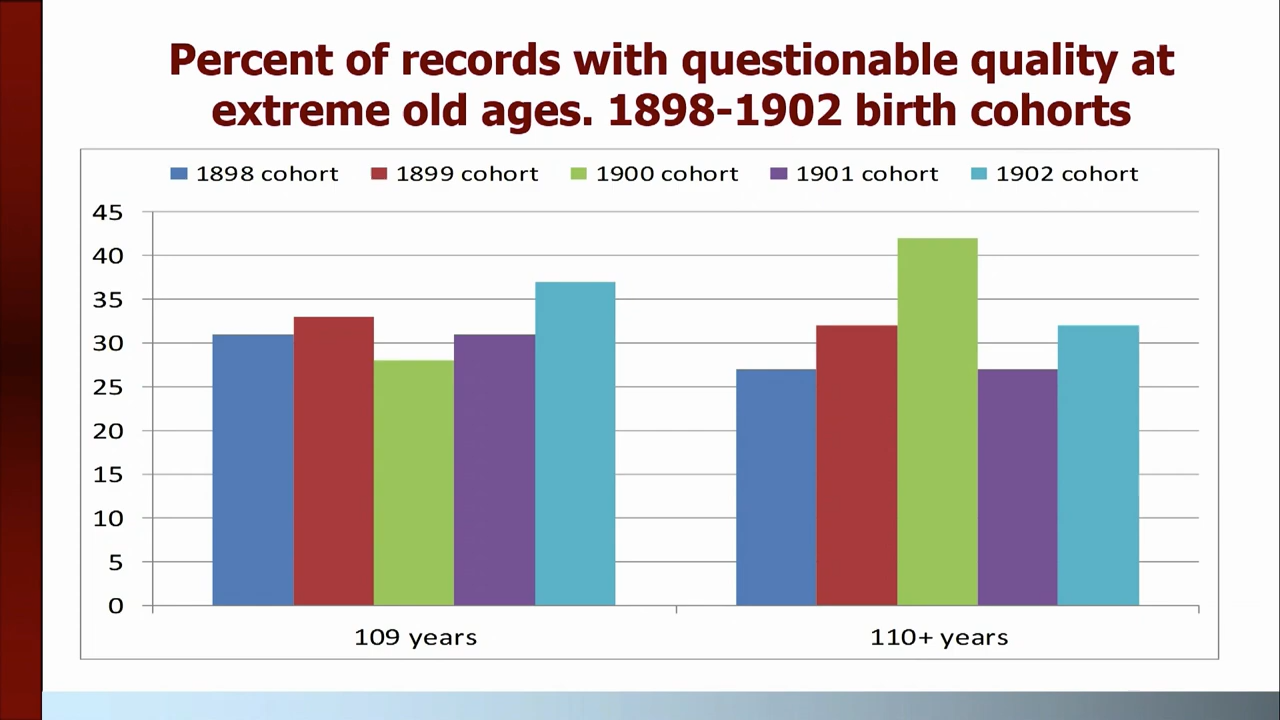 Percent of records with questionable quality at
extreme old ages. 1898-1902 birth cohorts
1898 cohort 1899 cohort 1900 cohort 1901 cohort 1902 cohort
45
40
35
30
25
20
15
10
5
0
109 years 110+ years